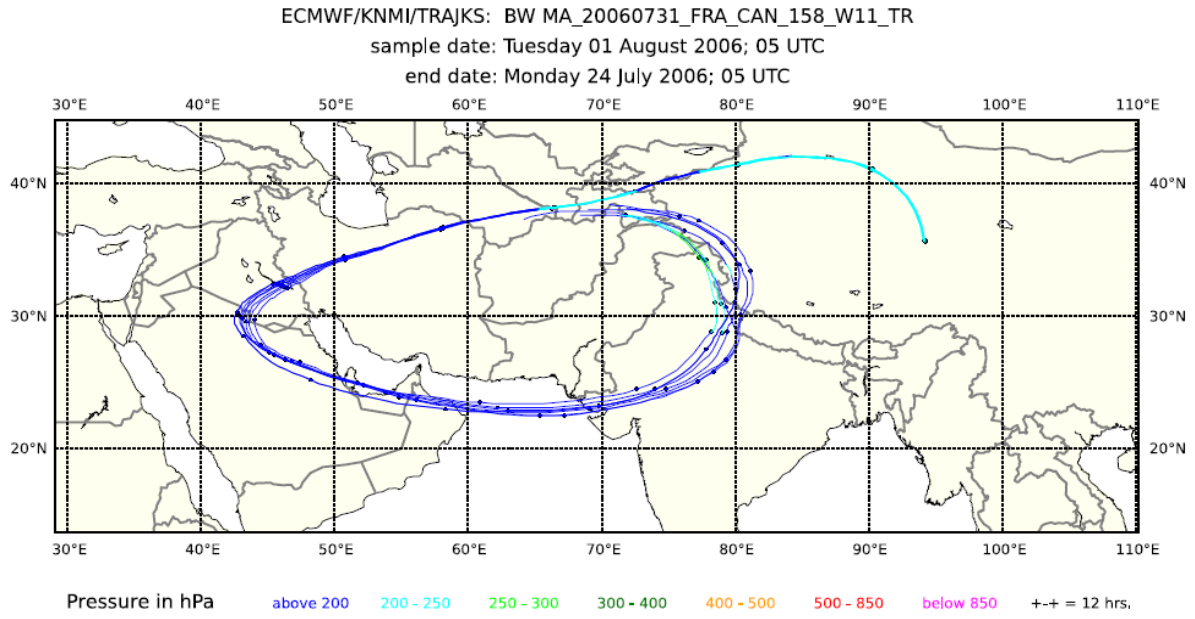 ECMWF/KNMI/TRAJKS: BW MA_20060731_FRA_CAN_158_W11_TR
sample date: Tuesday 01 August 2006; 05 UTC
end date: Monday 24 July 2006; 05 UTC
30°E 40°E 50°E 60°E 70°E 80°E 90°E 100°E 110°E
40°N 40°N
30°N 30°N
20°N 20°N
30°E 40°E 50°E 60°E 70°E 80°E 90°E 100°E 110°E
Pressure in hPa above 200 200 - 250 250 - 300 300 - 400 400 - 500 500 - 850 below 850 +-+ = 12 hrs.